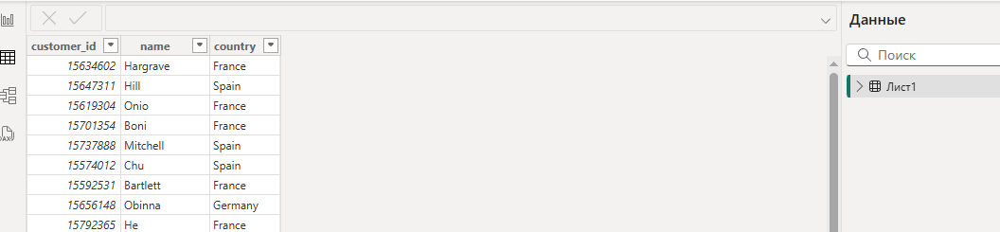 Данные
customer_id name country
Поиск
15634602 Hargrave France
15647311 Hill Spain
Лист1
15619304 Onio France
15701354 Boni France
15737888 Mitchell Spain
15574012 Chu Spain
DAX
15592531 Bartlett France
15656148 Obinna Germany
15792365 He France